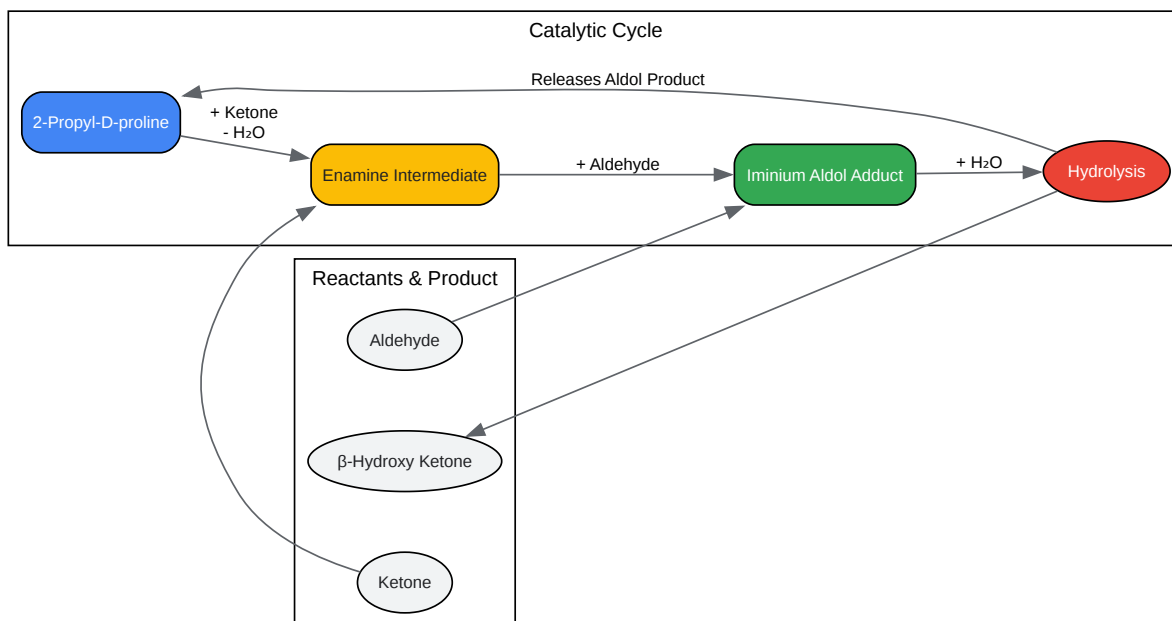 Catalytic Cycle
Releases Aldol Product
2-Propyl-D-proline
+ Ketone
- H₂O
Enamine Intermediate
+ Aldehyde
Iminium Aldol Adduct
+ H₂O
Hydrolysis
Reactants & Product
Aldehyde
β-Hydroxy Ketone
Ketone